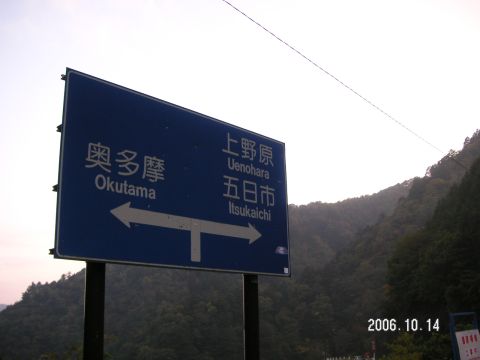 奥多摩
Okutama
上野原
Uenohara
五日市
Itsukaichi
2006.10.14